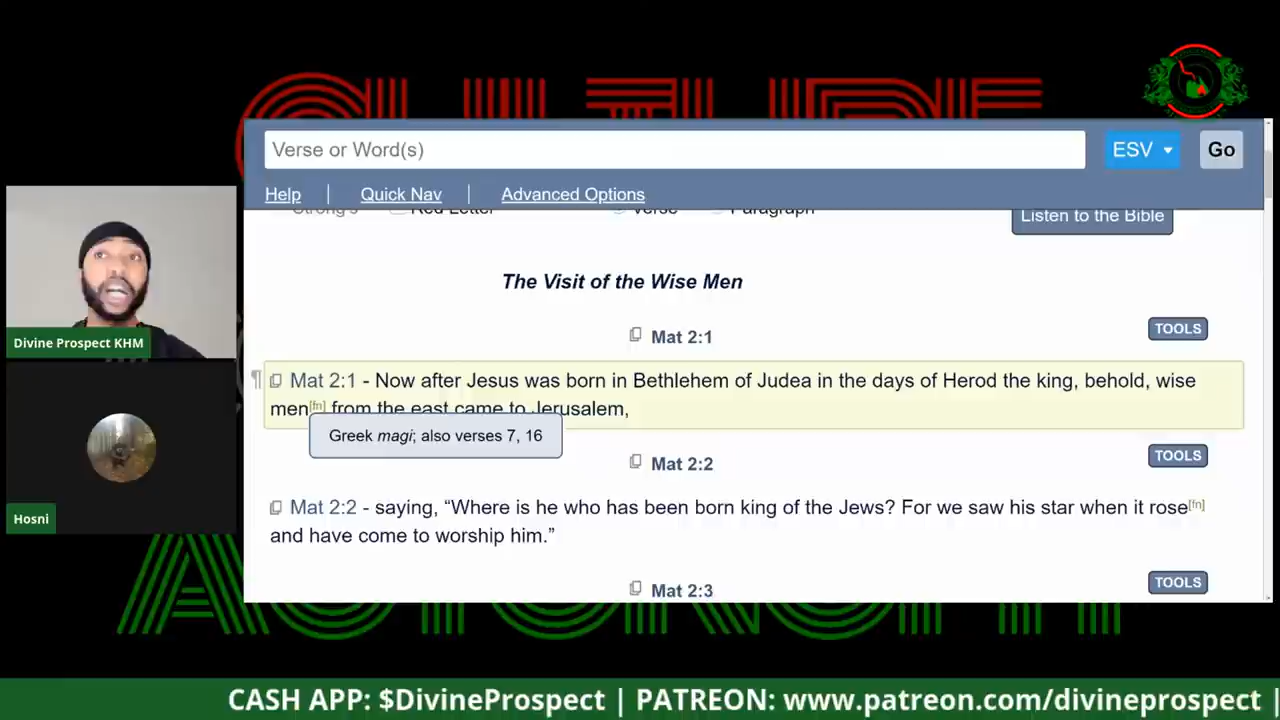 Verse or Word(s)
ESV
Go
Help | Quick Nav | Advanced Options
Strong's Red Letter Verse Paragraph
Listen to the Bible
The Visit of the Wise Men
Mat 2:1
TOOLS
¶ Mat 2:1 - Now after Jesus was born in Bethlehem of Judea in the days of Herod the king, behold, wise
men[fn] from the east came to Jerusalem,
Greek magi; also verses 7, 16
Mat 2:2
TOOLS
Mat 2:2 - saying, “Where is he who has been born king of the Jews? For we saw his star when it rose[fn]
and have come to worship him.”
Mat 2:3
TOOLS
Divine Prospect KHM
Hosni
CASH APP: $DivineProspect | PATREON: www.patreon.com/divineprospect |